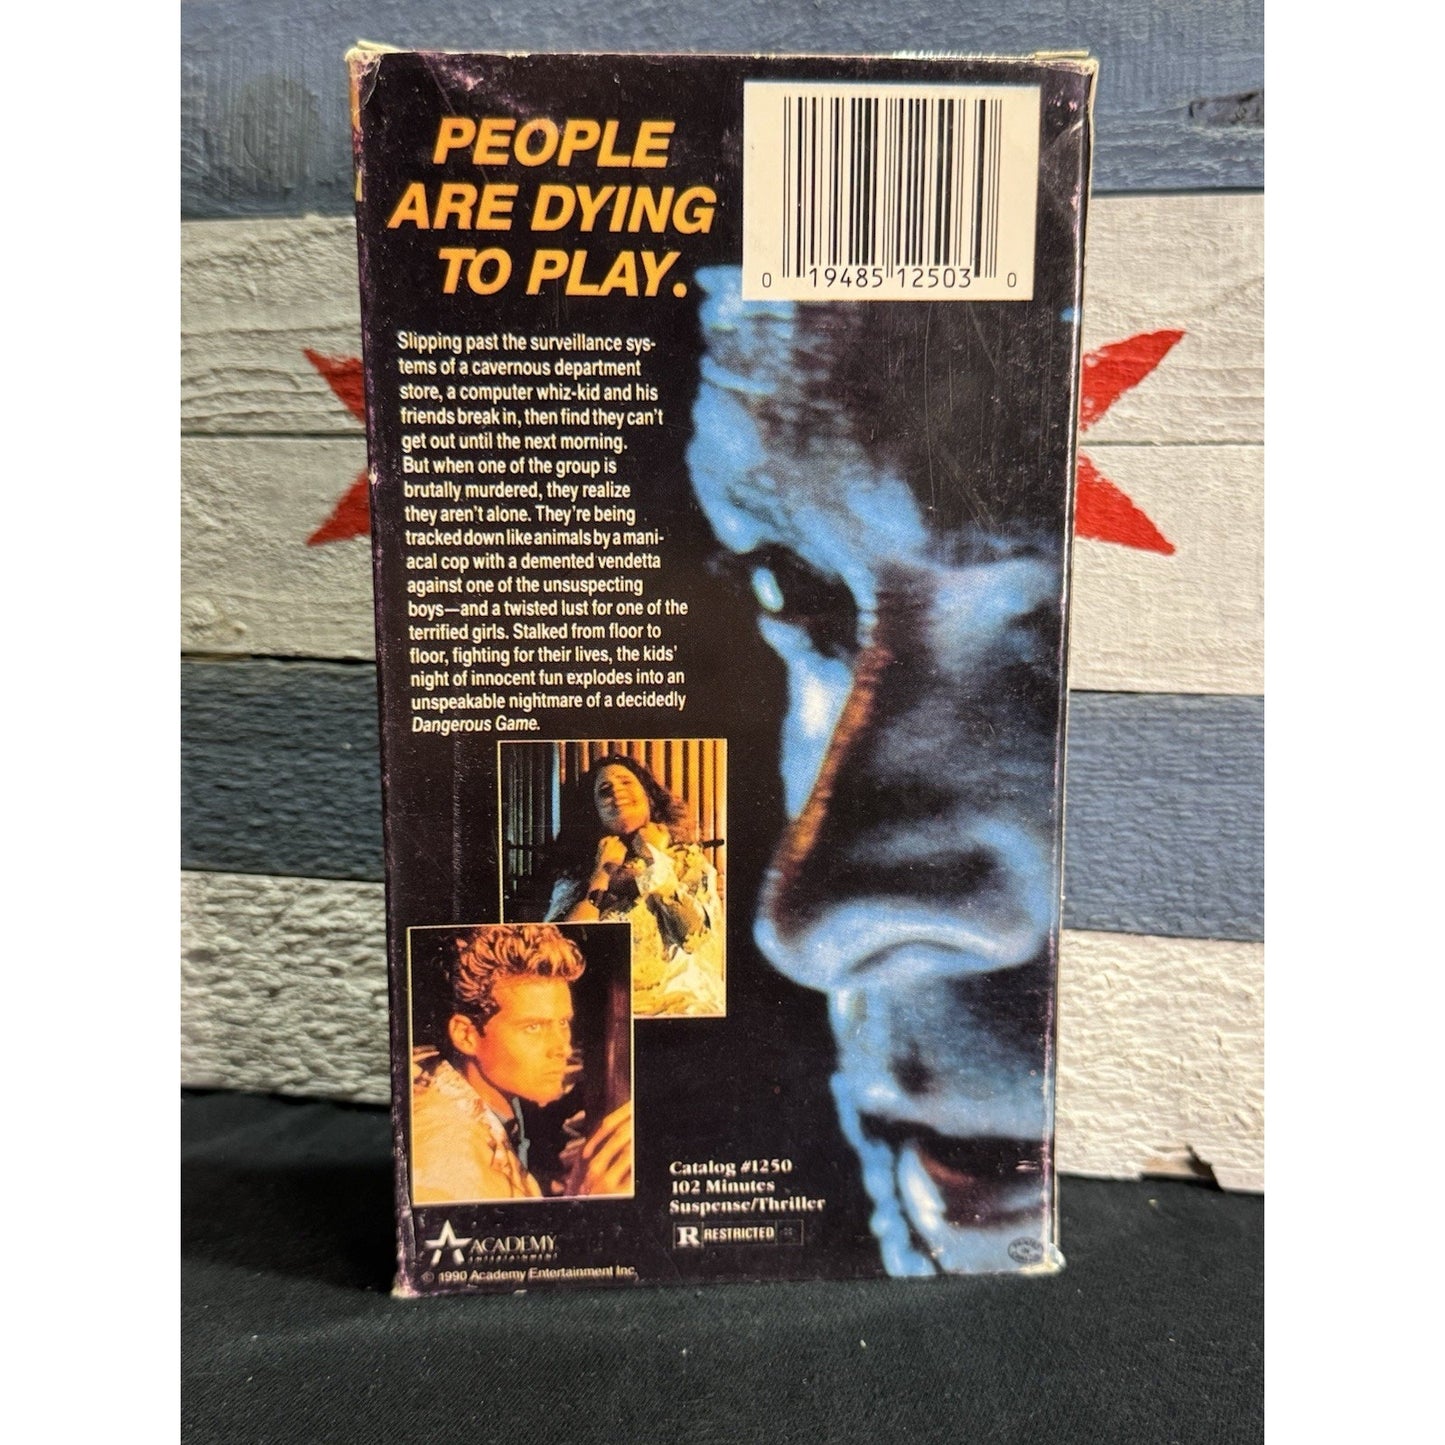 PEOPLE
ARE DYING
TO PLAY.
0 19485 12503 0
Slipping past the surveillance sys-
tems of a cavernous department
store, a computer whiz-kid and his
friends break in, then find they can't
get out until the next morning.
But when one of the group is
brutally murdered, they realize
they aren't alone. They're being
tracked down like animals by a mani-
acal cop with a demented vendetta
against one of the unsuspecting
boys—and a twisted lust for one of the
terrified girls. Stalked from floor to
floor, fighting for their lives, the kids'
night of innocent fun explodes into an
unspeakable nightmare of a decidedly
Dangerous Game.
Catalog #1250
102 Minutes
Suspense/Thriller
R RESTRICTED
ACADEMY
ENTERTAINMENT
© 1990 Academy Entertainment Inc.